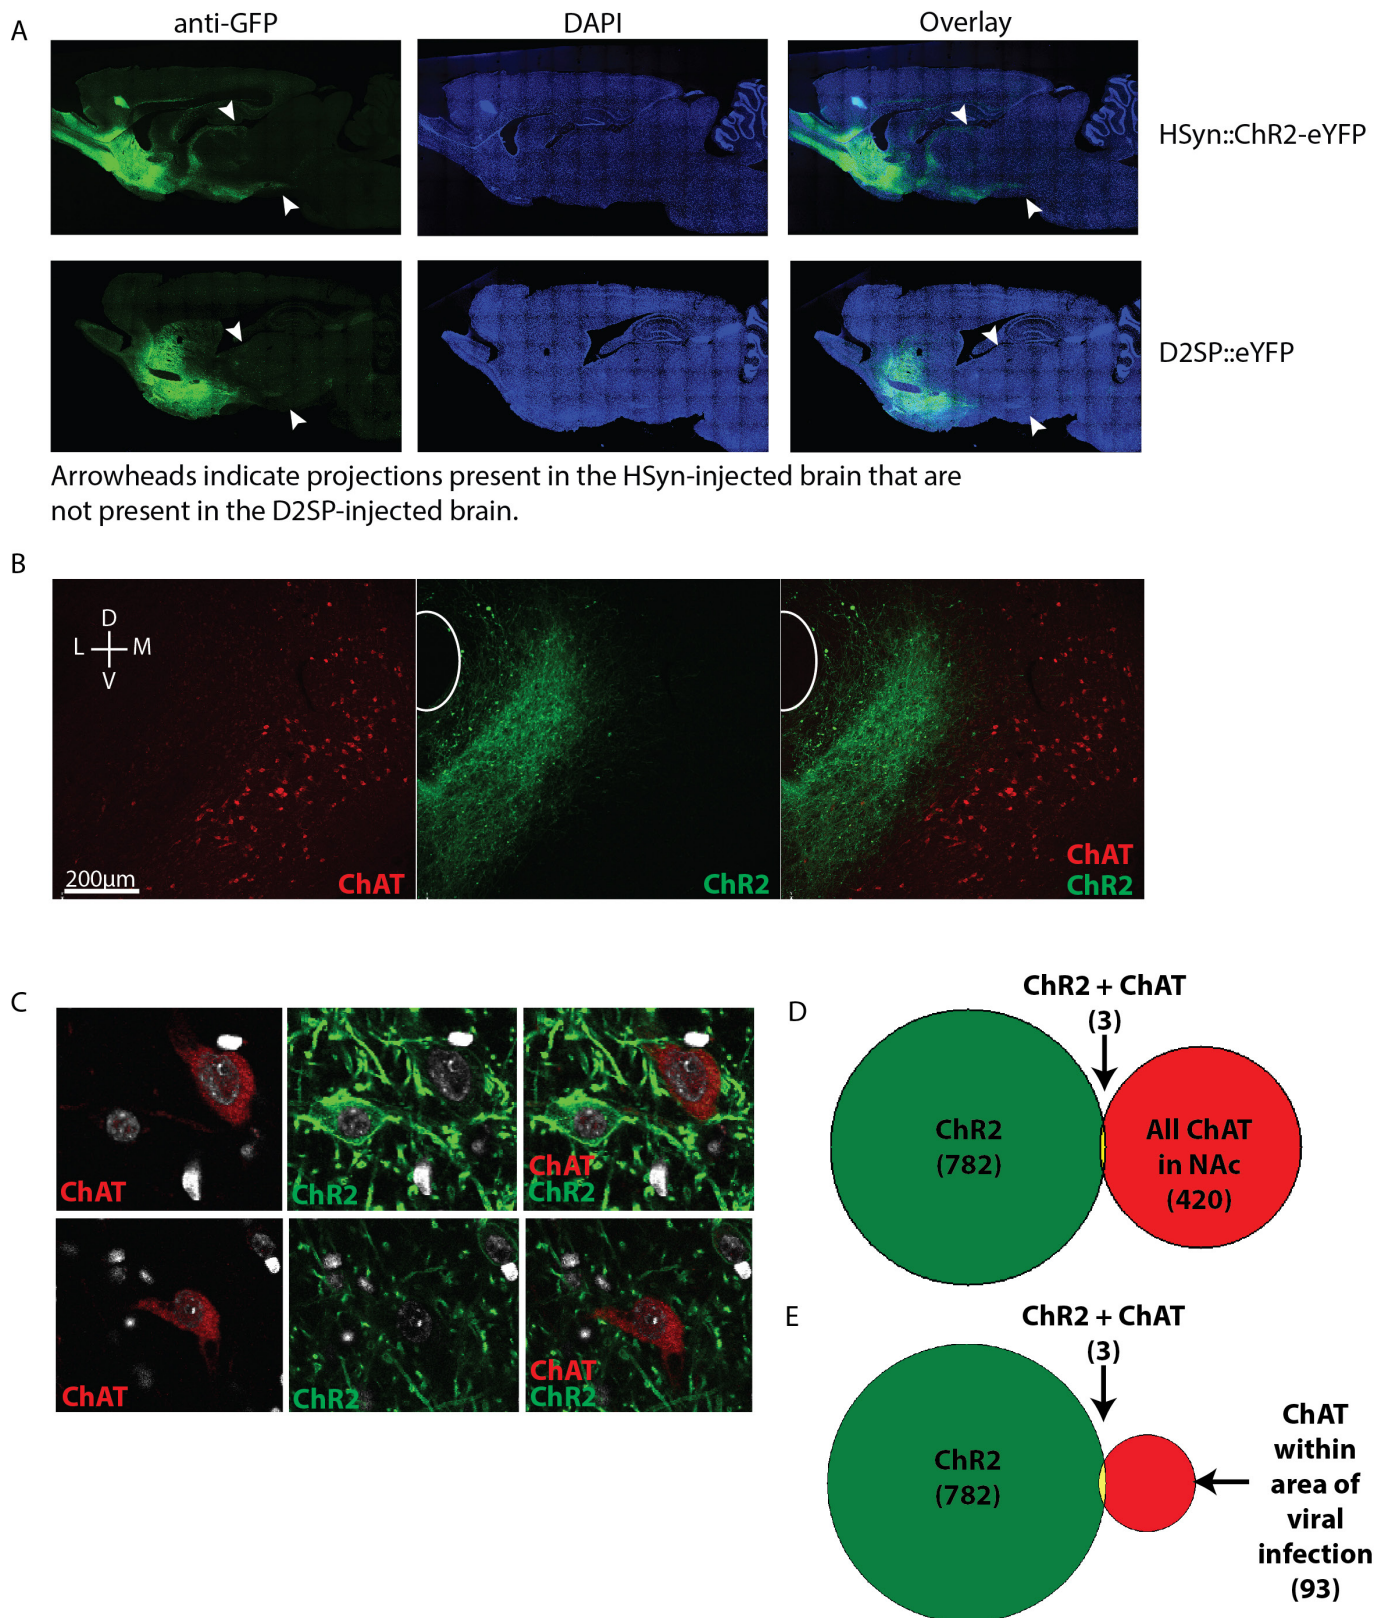 A
anti-GFP
DAPI
Overlay
HSyn::ChR2-eYFP
D2SP::eYFP
Arrowheads indicate projections present in the HSyn-injected brain that are
not present in the D2SP-injected brain.
B
D
L M
V
200µm
ChAT
ChR2
ChAT
ChR2
C
ChAT
ChR2
ChAT
ChR2
ChAT
ChR2
ChAT
ChR2
D
ChR2 + ChAT
(3)
ChR2
(782)
All ChAT
in NAc
(420)
E
ChR2 + ChAT
(3)
ChR2
(782)
ChAT
within
area of
viral
infection
(93)